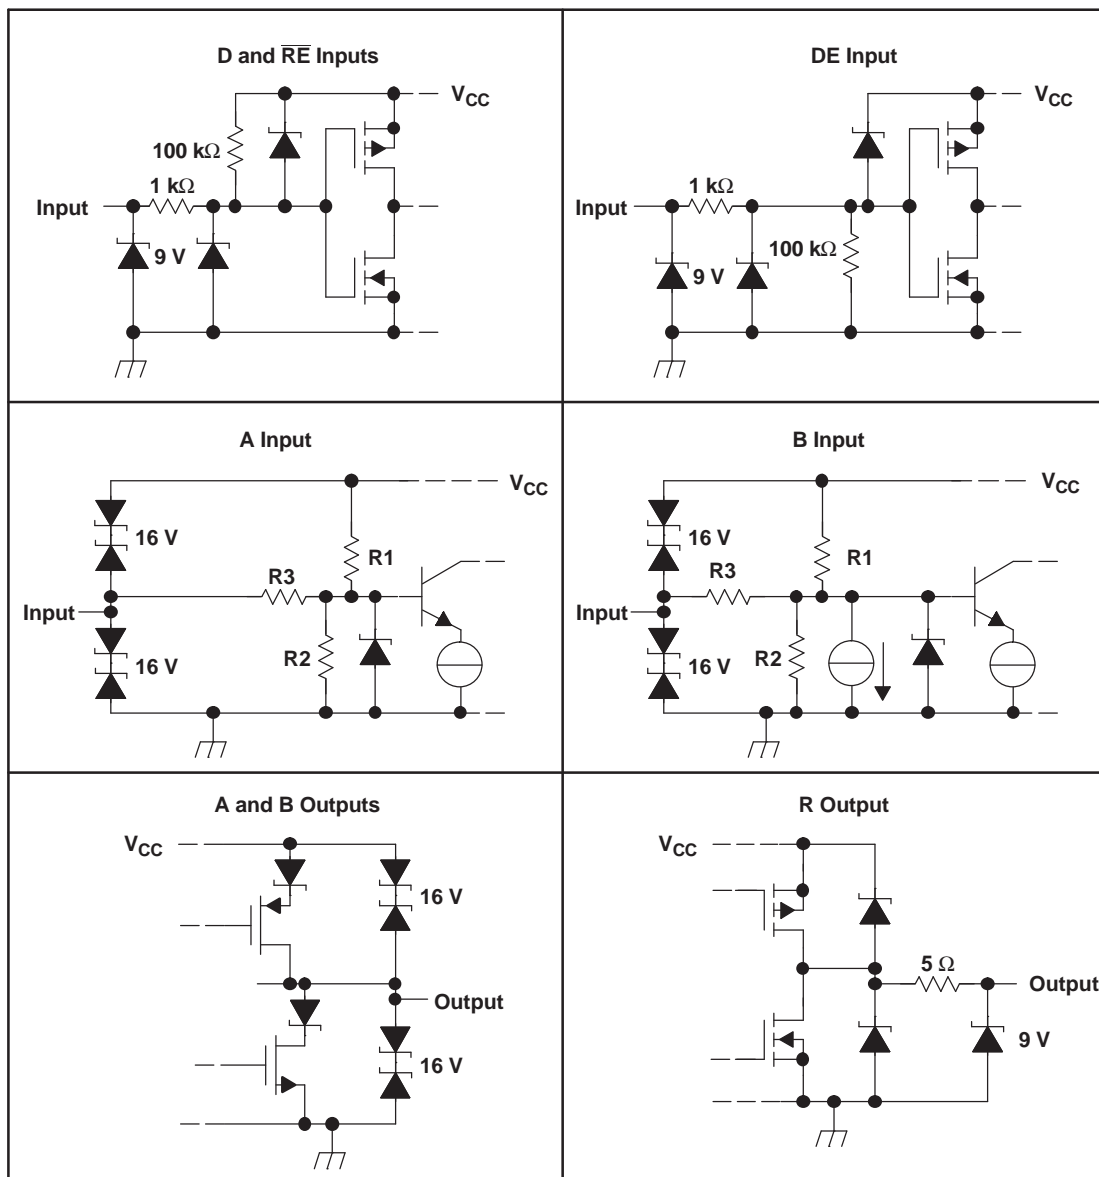 D and R̅E̅ Inputs
VCC
100 kΩ
1 kΩ
Input
9 V
DE Input
VCC
1 kΩ
Input
100 kΩ
9 V
A Input
VCC
16 V
R1
R3
Input
R2
16 V
B Input
VCC
16 V
R1
R3
Input
R2
16 V
A and B Outputs
VCC
16 V
Output
16 V
R Output
VCC
5 Ω
Output
9 V